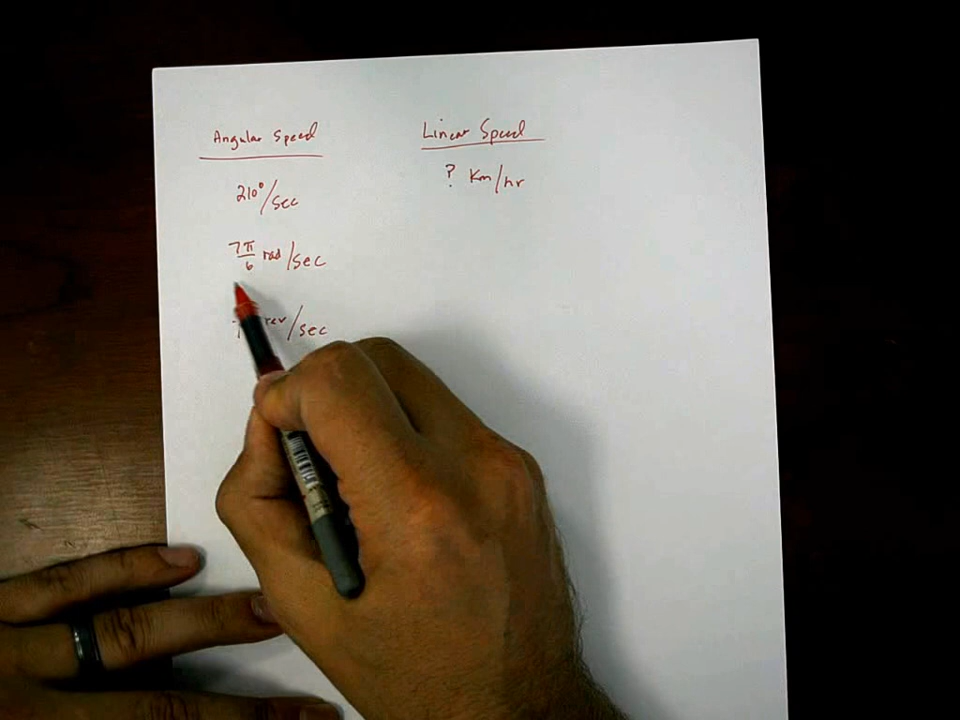 Angular Speed
Linear Speed
210°/sec
? Km/hr
7π/6 rad/sec
rev/sec